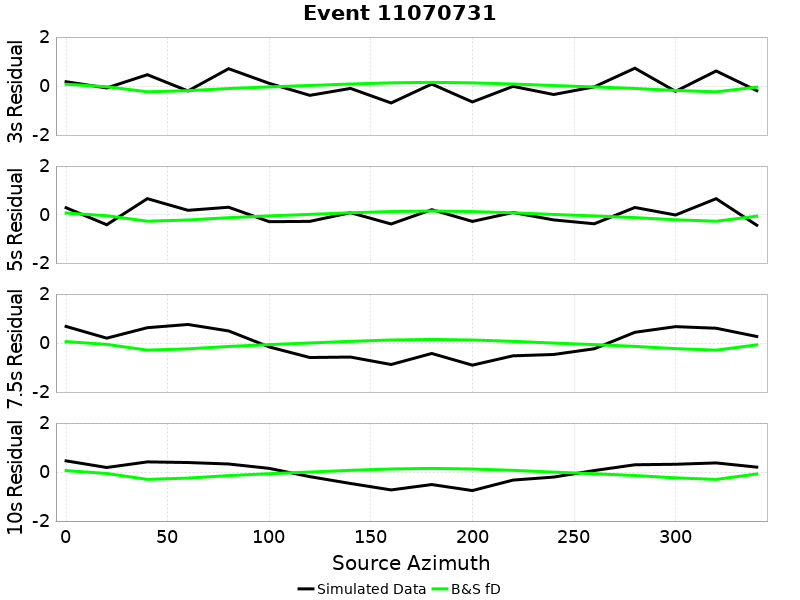 Event 11070731
3s Residual
2
0
-2
5s Residual
2
0
-2
7.5s Residual
2
0
-2
10s Residual
2
0
-2
0 50 100 150 200 250 300
Source Azimuth
Simulated Data B&S fD